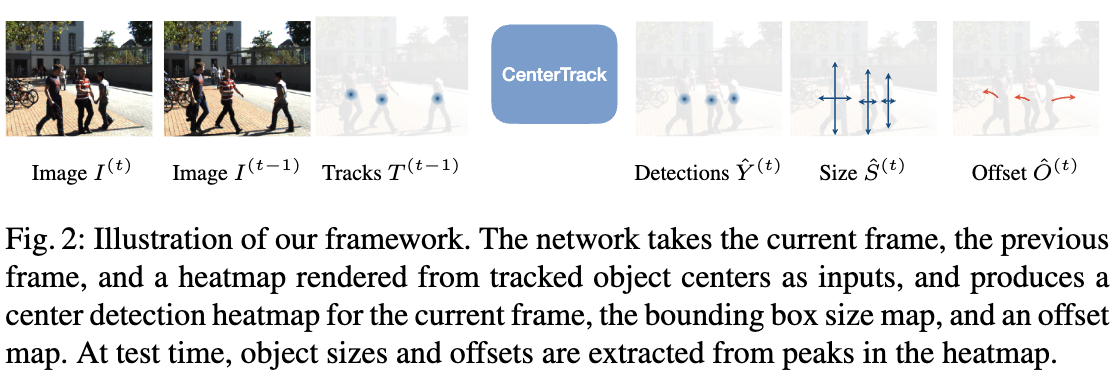 CenterTrack
Image I^(t) Image I^(t−1) Tracks T^(t−1) Detections Ŷ^(t) Size Ŝ^(t) Offset Ô^(t)
Fig. 2: Illustration of our framework. The network takes the current frame, the previous
frame, and a heatmap rendered from tracked object centers as inputs, and produces a
center detection heatmap for the current frame, the bounding box size map, and an offset
map. At test time, object sizes and offsets are extracted from peaks in the heatmap.